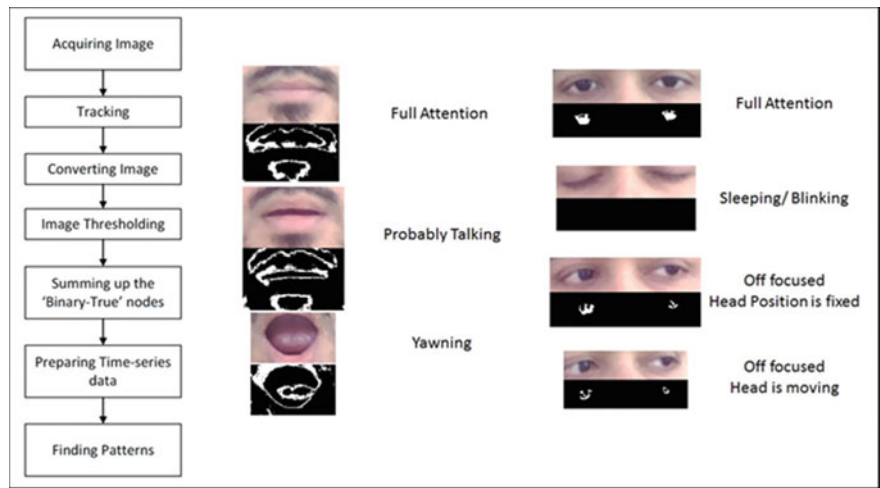 Acquiring Image
Tracking
Converting Image
Image Thresholding
Summing up the
'Binary-True' nodes
Preparing Time-series
data
Finding Patterns
Full Attention
Probably Talking
Yawning
Full Attention
Sleeping/ Blinking
Off focused
Head Position is fixed
Off focused
Head is moving